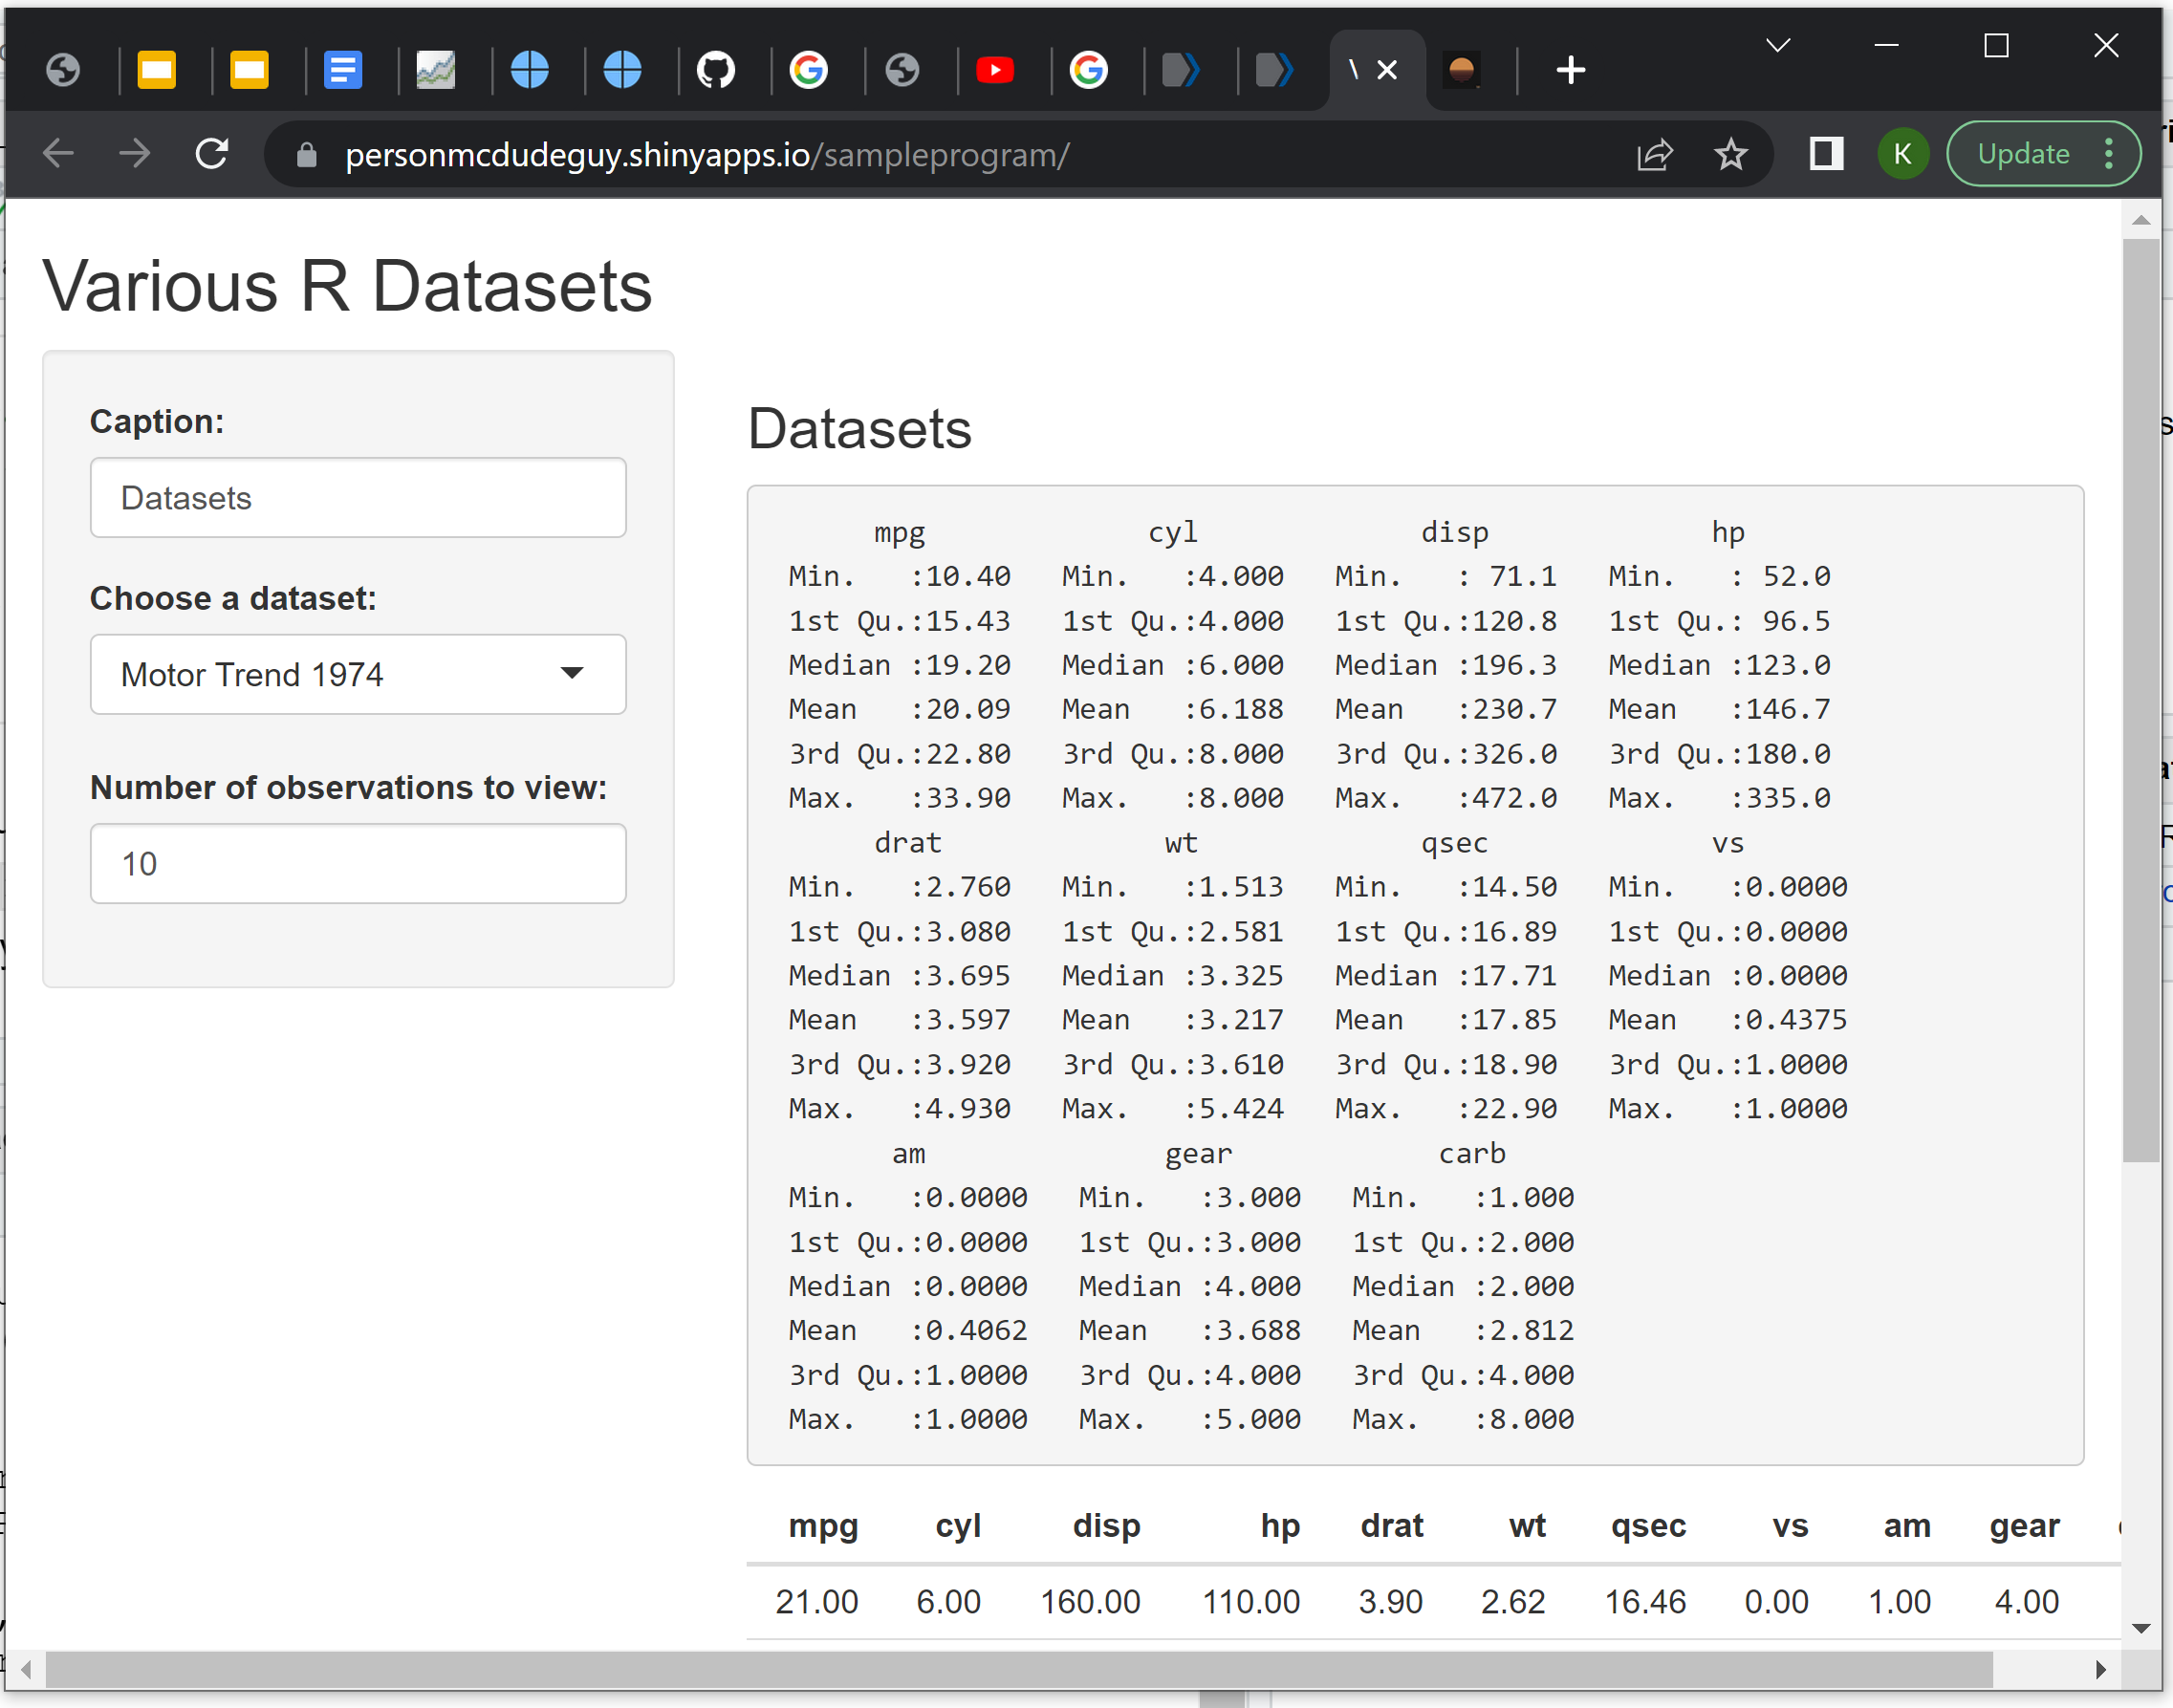 personmcdudeguy.shinyapps.io/sampleprogram/
K
Update
Various R Datasets
Caption:
Datasets
Choose a dataset:
Motor Trend 1974
Number of observations to view:
10
Datasets
mpg cyl disp hp
Min. :10.40 Min. :4.000 Min. : 71.1 Min. : 52.0
1st Qu.:15.43 1st Qu.:4.000 1st Qu.:120.8 1st Qu.: 96.5
Median :19.20 Median :6.000 Median :196.3 Median :123.0
Mean :20.09 Mean :6.188 Mean :230.7 Mean :146.7
3rd Qu.:22.80 3rd Qu.:8.000 3rd Qu.:326.0 3rd Qu.:180.0
Max. :33.90 Max. :8.000 Max. :472.0 Max. :335.0
drat wt qsec vs
Min. :2.760 Min. :1.513 Min. :14.50 Min. :0.0000
1st Qu.:3.080 1st Qu.:2.581 1st Qu.:16.89 1st Qu.:0.0000
Median :3.695 Median :3.325 Median :17.71 Median :0.0000
Mean :3.597 Mean :3.217 Mean :17.85 Mean :0.4375
3rd Qu.:3.920 3rd Qu.:3.610 3rd Qu.:18.90 3rd Qu.:1.0000
Max. :4.930 Max. :5.424 Max. :22.90 Max. :1.0000
am gear carb
Min. :0.0000 Min. :3.000 Min. :1.000
1st Qu.:0.0000 1st Qu.:3.000 1st Qu.:2.000
Median :0.0000 Median :4.000 Median :2.000
Mean :0.4062 Mean :3.688 Mean :2.812
3rd Qu.:1.0000 3rd Qu.:4.000 3rd Qu.:4.000
Max. :1.0000 Max. :5.000 Max. :8.000
mpg cyl disp hp drat wt qsec vs am gear
21.00 6.00 160.00 110.00 3.90 2.62 16.46 0.00 1.00 4.00